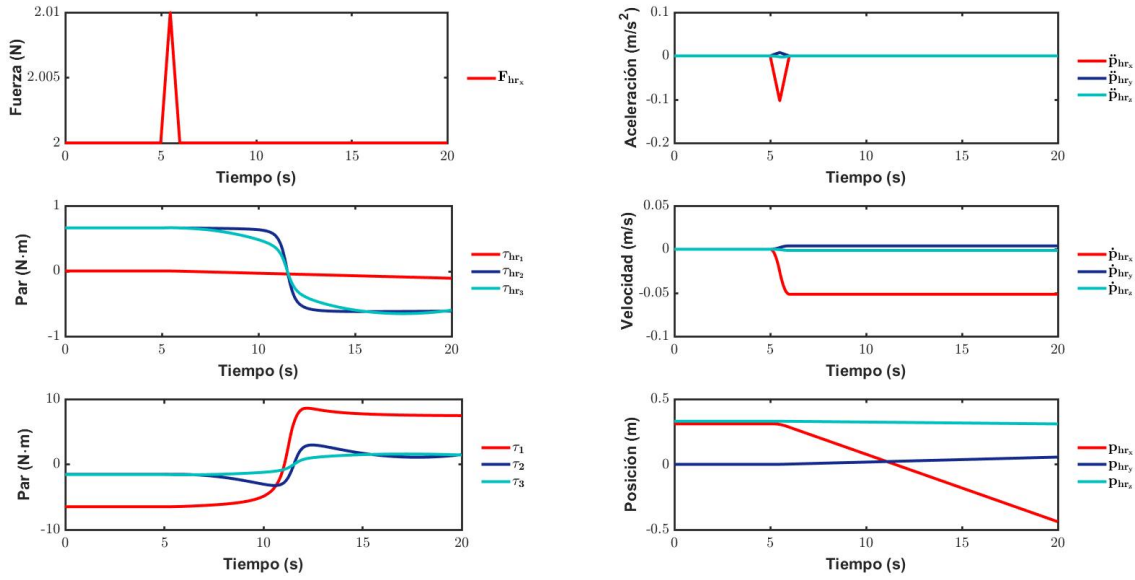 2.01
2.005
2
Fuerza (N)
0 5 10 15 20
Tiempo (s)
F_hr_x
0.1
0
-0.1
-0.2
Aceleración (m/s²)
0 5 10 15 20
Tiempo (s)
p̈_hr_x
p̈_hr_y
p̈_hr_z
1
0
-1
Par (N·m)
0 5 10 15 20
Tiempo (s)
τ_hr_1
τ_hr_2
τ_hr_3
0.05
0
-0.05
-0.1
Velocidad (m/s)
0 5 10 15 20
Tiempo (s)
ṗ_hr_x
ṗ_hr_y
ṗ_hr_z
10
0
-10
Par (N·m)
0 5 10 15 20
Tiempo (s)
τ_1
τ_2
τ_3
0.5
0
-0.5
Posición (m)
0 5 10 15 20
Tiempo (s)
p_hr_x
p_hr_y
p_hr_z